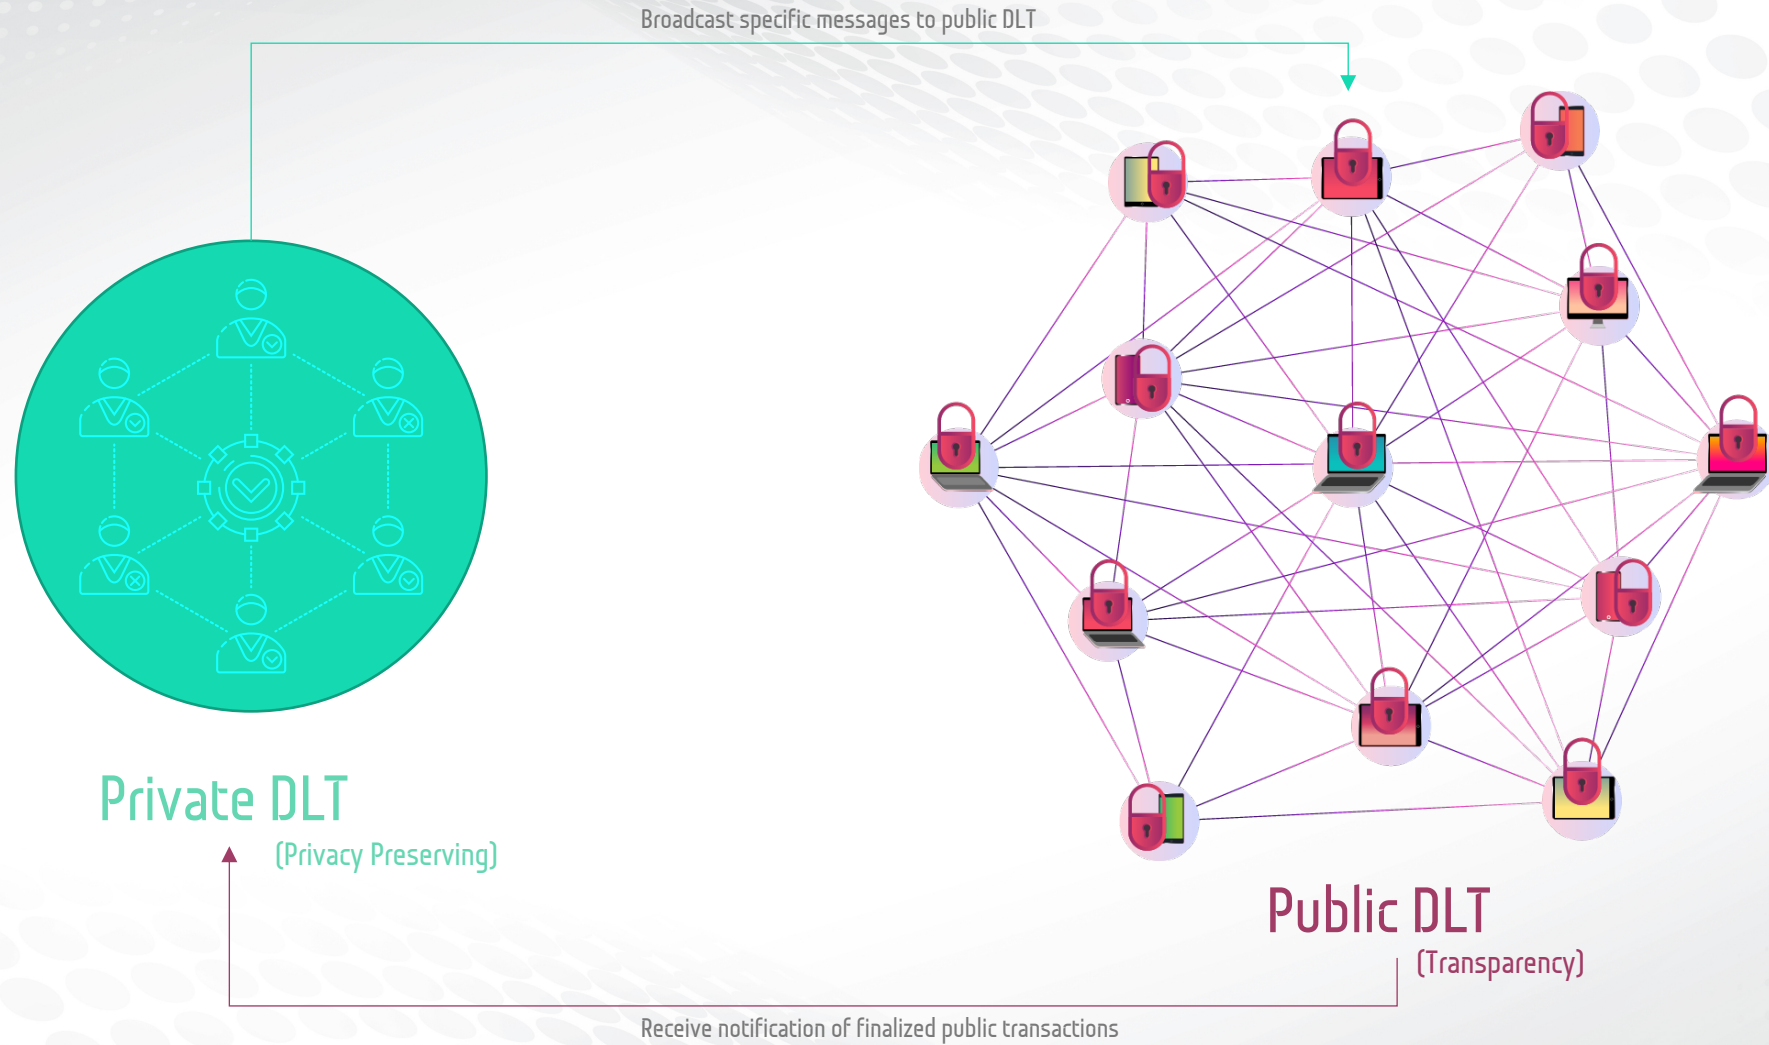 Broadcast specific messages to public DLT
Private DLT
(Privacy Preserving)
Public DLT
(Transparency)
Receive notification of finalized public transactions